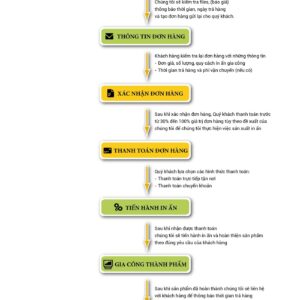 Chúng tôi sẽ kiểm tra files, (báo giá)
thông báo thời gian, ngày trả hàng
và tạo đơn hàng gửi lại cho quý khách.
THÔNG TIN ĐƠN HÀNG
Khách hàng kiểm tra lại đơn hàng với những thông tin
- Đơn giá, số lượng, quy cách in ấn gia công
- Thời gian trả hàng và phí vận chuyển (nếu có)
XÁC NHẬN ĐƠN HÀNG
Sau khi xác nhận đơn hàng, Quý khách thanh toán trước
từ 30% đến 100% giá trị đơn hàng tùy theo đề xuất của
chúng tôi để chúng tôi thực hiện việc sản xuất in ấn
THANH TOÁN ĐƠN HÀNG
Quý khách lựa chọn các hình thức thanh toán:
- Thanh toán trực tiếp tận nơi
- Thanh toán chuyển khoản
TIẾN HÀNH IN ẤN
Sau khi nhận được thanh toán
chúng tôi sẽ tiến hành in ấn và hoàn thiện sản phẩm
theo đúng yêu cầu của khách hàng
GIA CÔNG THÀNH PHẨM
Sau khi sản phẩm đã hoàn thành chúng tôi sẽ liên hệ
với khách hàng để thông báo thời gian trả hàng